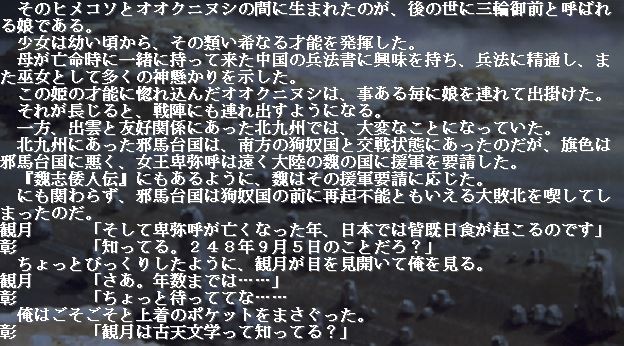 そのヒメコソとオオクニヌシの間に生まれたのが、後の世に三輪御前と呼ばれ
る娘である。
　少女は幼い頃から、その類い希なる才能を発揮した。
　母が亡命時に一緒に持って来た中国の兵法書に興味を持ち、兵法に精通し、ま
た巫女として多くの神懸かりを示した。
　この姫の才能に惚れ込んだオオクニヌシは、事ある毎に娘を連れて出掛けた。
　それが長じると、戦陣にも連れ出すようになる。
　一方、出雲と友好関係にあった北九州では、大変なことになっていた。
　北九州にあった邪馬台国は、南方の狗奴国と交戦状態にあったのだが、旗色は
邪馬台国に悪く、女王卑弥呼は遠く大陸の魏の国に援軍を要請した。
　『魏志倭人伝』にもあるように、魏はその援軍要請に応じた。
　にも関わらず、邪馬台国は狗奴国の前に再起不能ともいえる大敗北を喫してし
まったのだ。
観月　　　「そして卑弥呼が亡くなった年、日本では皆既日食が起こるのです」
彰　　　　「知ってる。２４８年９月５日のことだろ？」
　ちょっとびっくりしたように、観月が目を見開いて俺を見る。
観月　　　「さあ。年数までは……」
彰　　　　「ちょっと待っててな……
　俺はごそごそと上着のポケットをまさぐった。
彰　　　　「観月は古天文学って知ってる？」